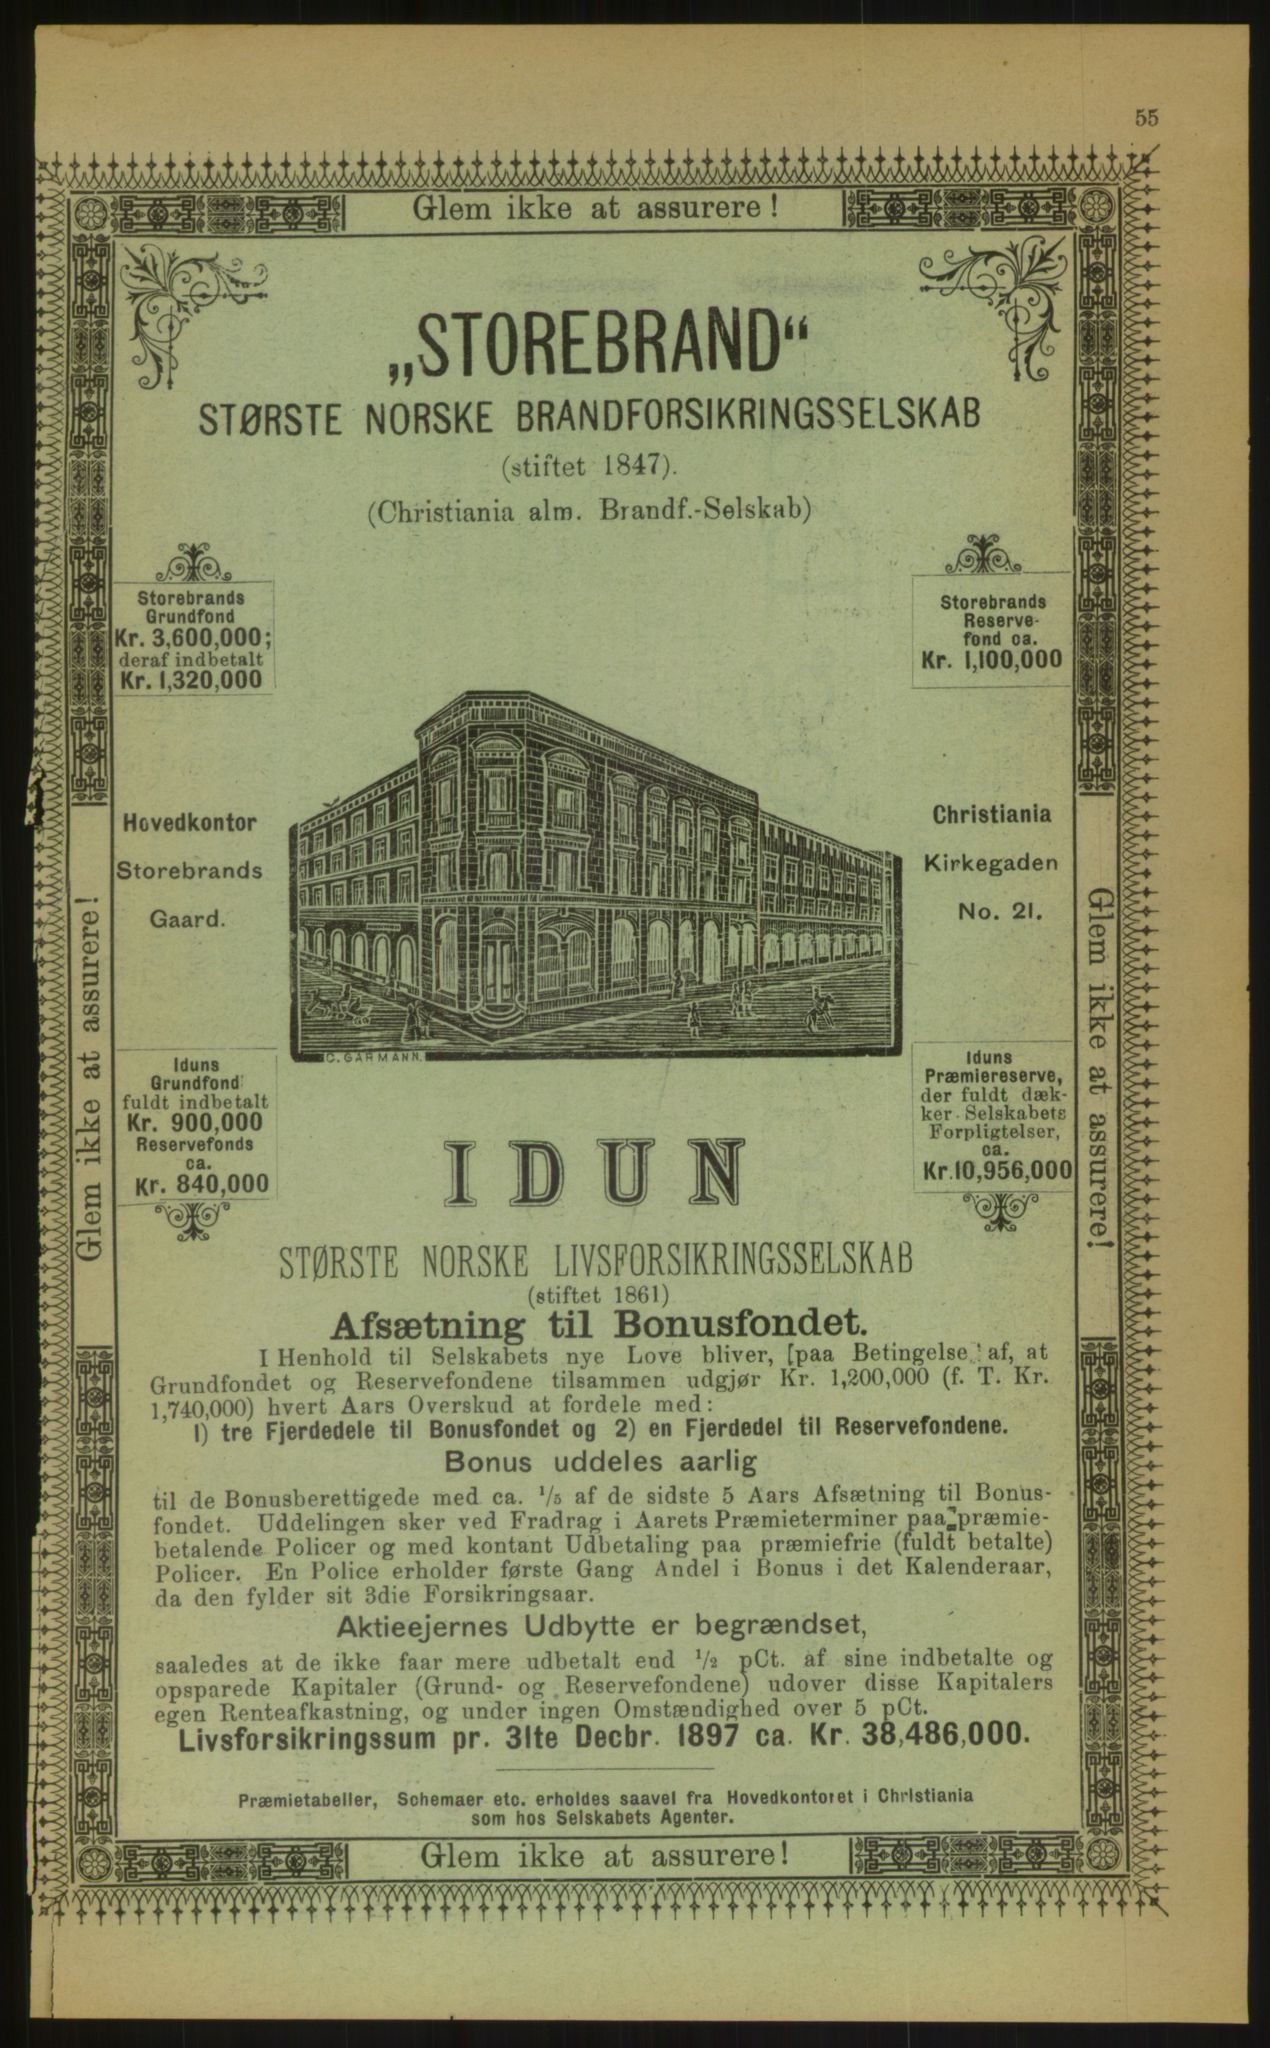 55
Glem ikke at assurere!
„STOREBRAND“
STØRSTE NORSKE BRANDFORSIKRINGSSELSKAB
(stiftet 1847).
(Christiania alm. Brandf.-Selskab)
Storebrands
Grundfond
Kr. 3,600,000;
deraf indbetalt
Kr. 1,320,000
Storebrands
Reserve-
fond ca.
Kr. 1,100,000
Hovedkontor
Storebrands
Gaard.
Christiania
Kirkegaden
No. 21.
Glem ikke at assurere!
Glem ikke at assurere!
C. GARMANN.
Iduns
Grundfond
fuldt indbetalt
Kr. 900,000
Reservefonds
ca.
Kr. 840,000
Iduns
Præmiereserve,
der fuldt dæk-
ker Selskabets
Forpligtelser,
ca.
Kr. 10,956,000
IDUN
STØRSTE NORSKE LIVSFORSIKRINGSSELSKAB
(stiftet 1861)
Afsætning til Bonusfondet.
I Henhold til Selskabets nye Love bliver, [paa Betingelse af, at
Grundfondet og Reservefondene tilsammen udgjør Kr. 1,200,000 (f. T. Kr.
1,740,000) hvert Aars Overskud at fordele med:
1) tre Fjerdedele til Bonusfondet og 2) en Fjerdedel til Reservefondene.
Bonus uddeles aarlig
til de Bonusberettigede med ca. 1/5 af de sidste 5 Aars Afsætning til Bonus-
fondet. Uddelingen sker ved Fradrag i Aarets Præmieterminer paa præmie-
betalende Policer og med kontant Udbetaling paa præmiefrie (fuldt betalte)
Policer. En Police erholder første Gang Andel i Bonus i det Kalenderaar,
da den fylder sit 3die Forsikringsaar.
Aktieejernes Udbytte er begrændset,
saaledes at de ikke faar mere udbetalt end 1/2 pCt. af sine indbetalte og
opsparede Kapitaler (Grund- og Reservefondene) udover disse Kapitalers
egen Renteafkastning, og under ingen Omstændighed over 5 pCt.
Livsforsikringssum pr. 31te Decbr. 1897 ca. Kr. 38,486,000.
Præmietabeller, Schemaer etc. erholdes saavel fra Hovedkontoret i Christiania
som hos Selskabets Agenter.
Glem ikke at assurere!